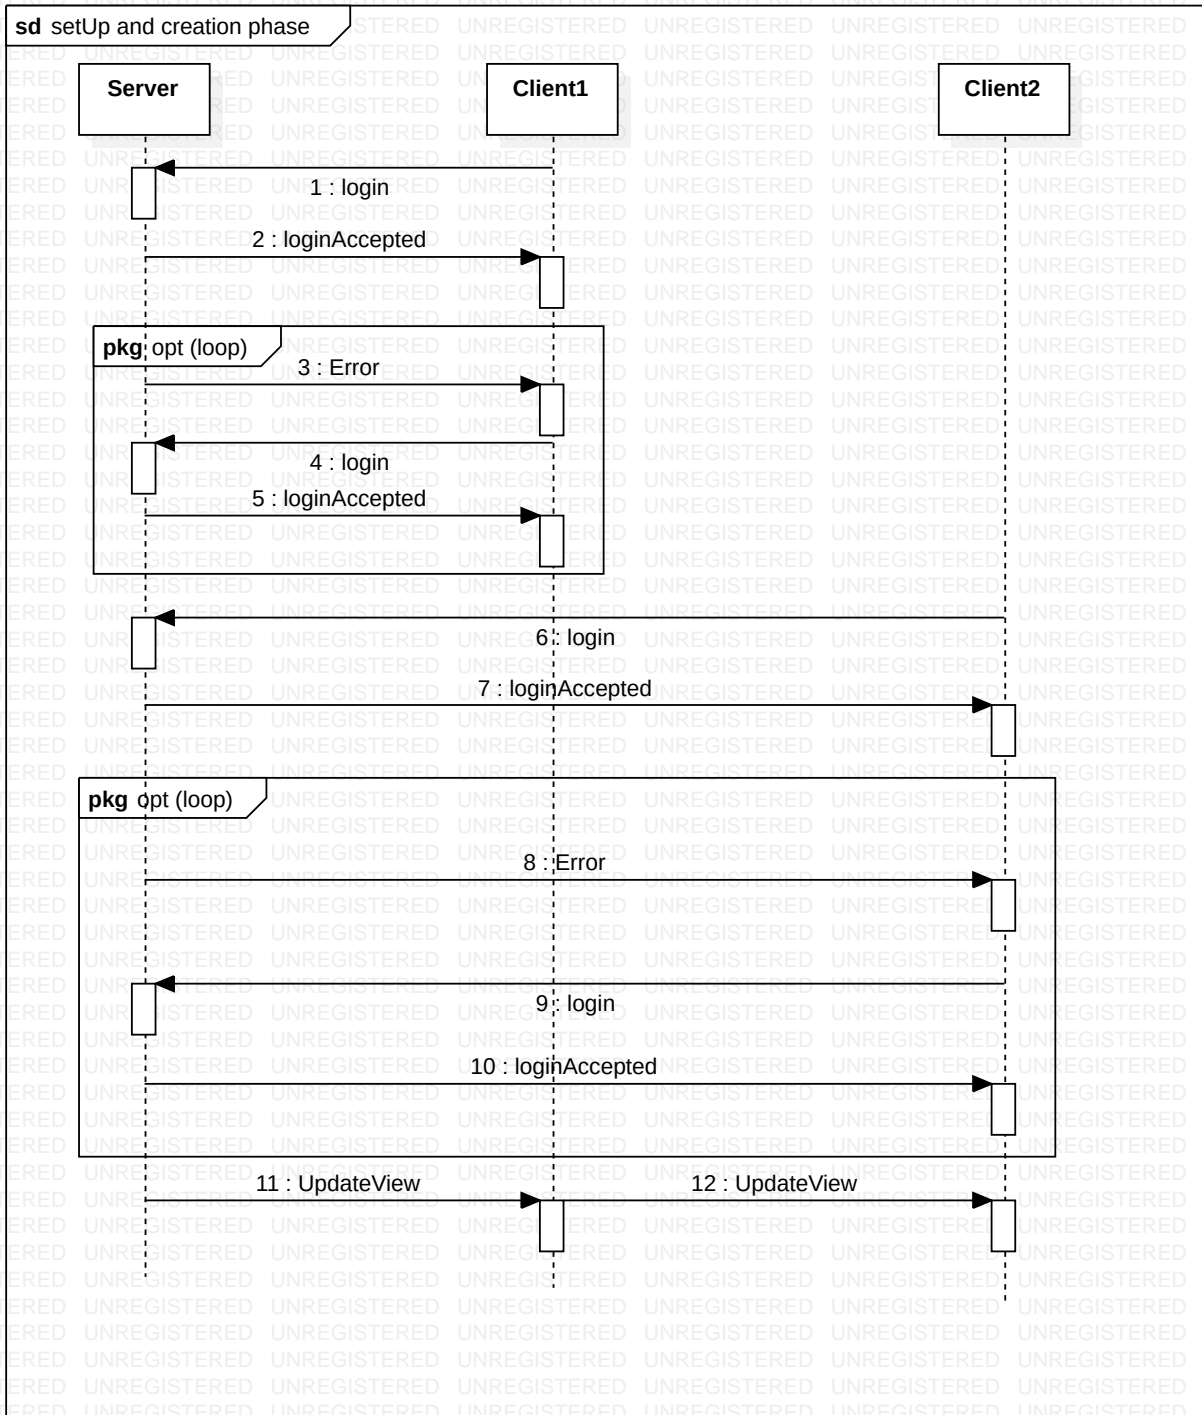 sd setUp and creation phase
Server
Client1
Client2
1 : login
2 : loginAccepted
pkg opt (loop)
3 : Error
4 : login
5 : loginAccepted
6 : login
7 : loginAccepted
pkg opt (loop)
8 : Error
9 : login
10 : loginAccepted
11 : UpdateView
12 : UpdateView
UNREGISTERED